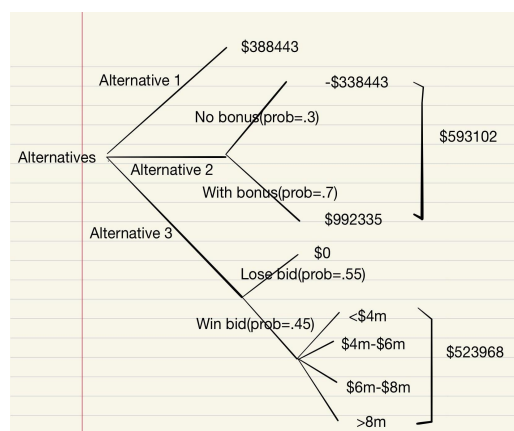 $388443
Alternative 1
-$338443
No bonus(prob=.3)
$593102
Alternatives
Alternative 2
With bonus(prob=.7)
$992335
Alternative 3
$0
Lose bid(prob=.55)
Win bid(prob=.45)
<$4m
$4m-$6m
$523968
$6m-$8m
>8m